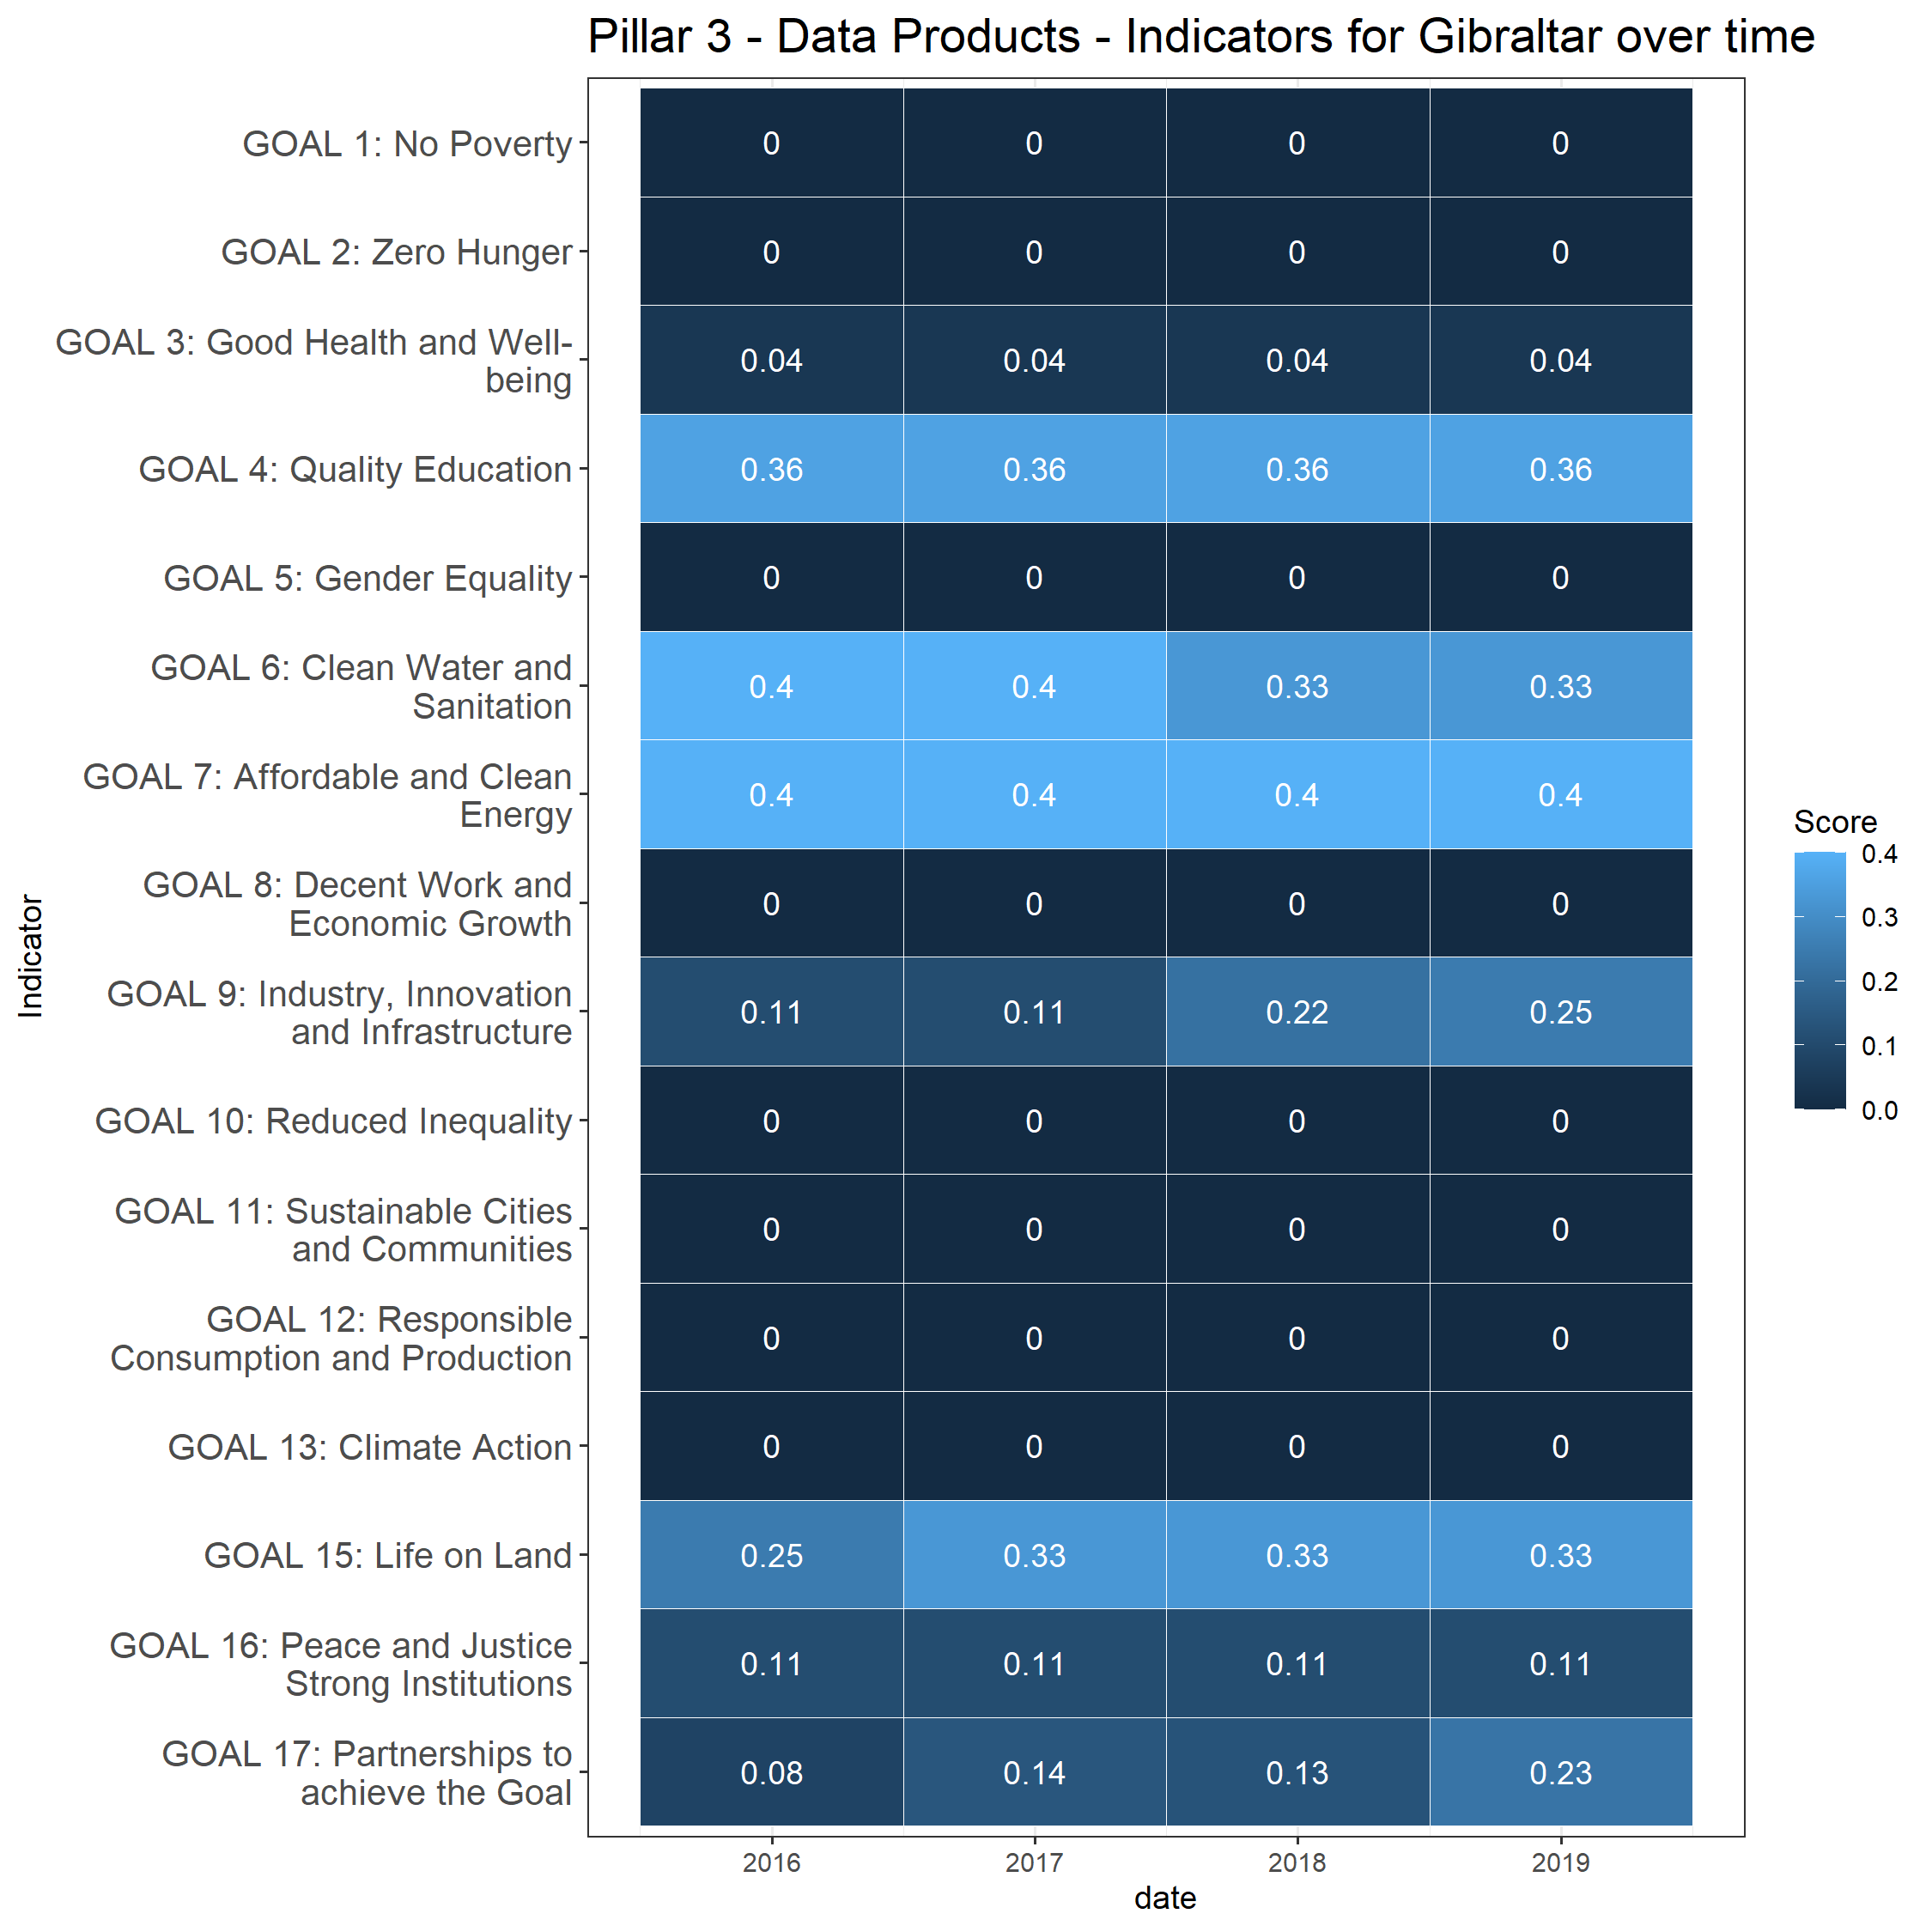 Pillar 3 - Data Products - Indicators for Gibraltar over time
GOAL 1: No Poverty
0 0 0 0
GOAL 2: Zero Hunger
0 0 0 0
GOAL 3: Good Health and Well-
being
0.04 0.04 0.04 0.04
GOAL 4: Quality Education
0.36 0.36 0.36 0.36
GOAL 5: Gender Equality
0 0 0 0
GOAL 6: Clean Water and
Sanitation
0.4 0.4 0.33 0.33
GOAL 7: Affordable and Clean
Energy
0.4 0.4 0.4 0.4
GOAL 8: Decent Work and
Economic Growth
0 0 0 0
GOAL 9: Industry, Innovation
and Infrastructure
0.11 0.11 0.22 0.25
GOAL 10: Reduced Inequality
0 0 0 0
GOAL 11: Sustainable Cities
and Communities
0 0 0 0
GOAL 12: Responsible
Consumption and Production
0 0 0 0
GOAL 13: Climate Action
0 0 0 0
GOAL 15: Life on Land
0.25 0.33 0.33 0.33
GOAL 16: Peace and Justice
Strong Institutions
0.11 0.11 0.11 0.11
GOAL 17: Partnerships to
achieve the Goal
0.08 0.14 0.13 0.23
2016 2017 2018 2019
date
Indicator
Score
0.4
0.3
0.2
0.1
0.0